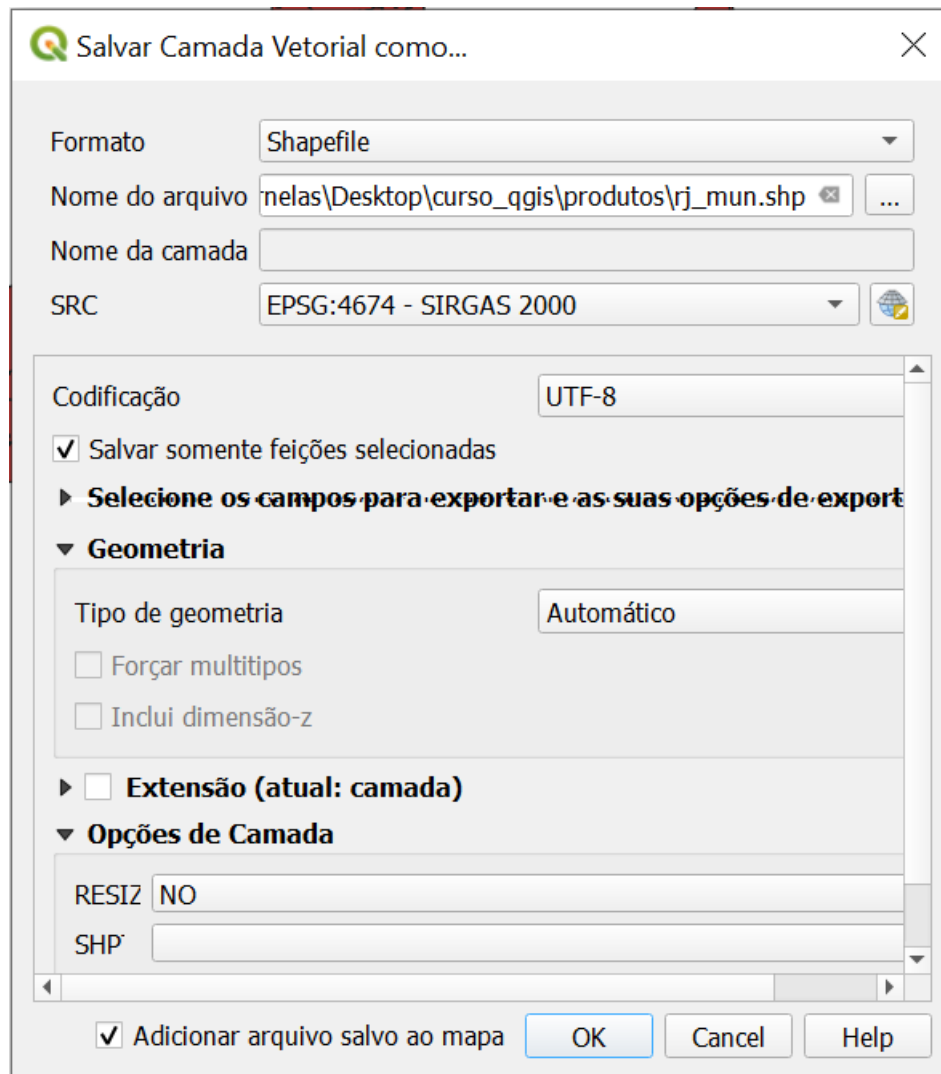 Salvar Camada Vetorial como...
Formato Shapefile
Nome do arquivo rnelas\Desktop\curso_qgis\produtos\rj_mun.shp ...
Nome da camada
SRC EPSG:4674 - SIRGAS 2000
Codificação UTF-8
Salvar somente feições selecionadas
Selecione os campos para exportar e as suas opções de export
Geometria
Tipo de geometria Automático
Forçar multitipos
Inclui dimensão-z
Extensão (atual: camada)
Opções de Camada
RESIZ NO
SHP
Adicionar arquivo salvo ao mapa OK Cancel Help